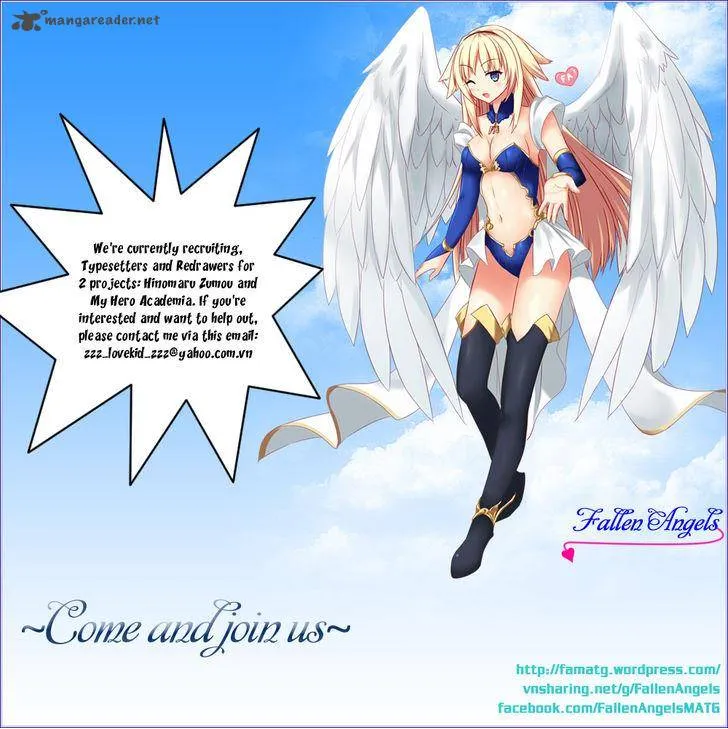 mangareader.net
FA
We're currently recruiting,
Typesetters and Redrawers for
2 projects: Hinomaru Zumou and
My Hero Academia. If you're
interested and want to help out,
please contact me via this email:
zzz_lovekid_zzz@yahoo.com.vn
Fallen Angels
~Come and join us~
http://famatg.wordpress.com/
vnsharing.net/g/FallenAngels
facebook.com/FallenAngelsMATG